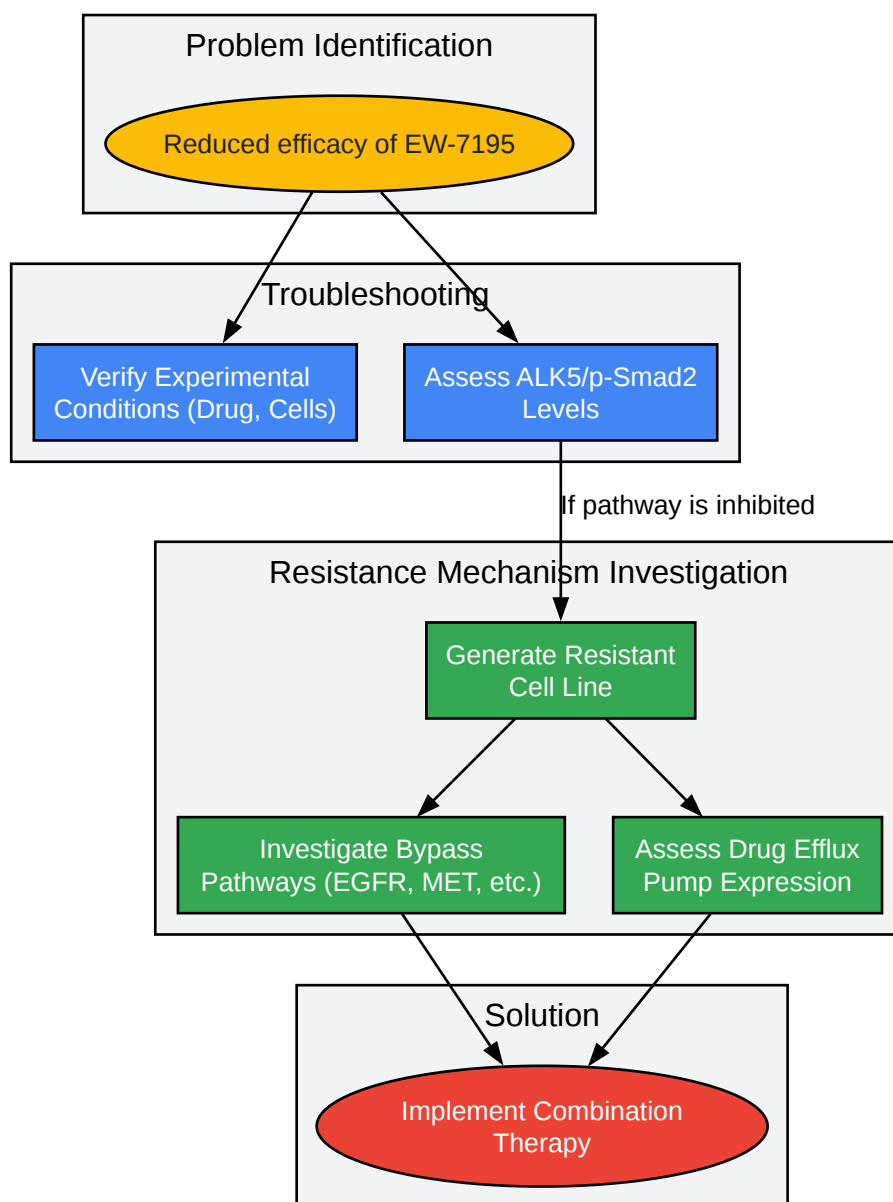 Problem Identification
Reduced efficacy of EW-7195
Troubleshooting
Verify Experimental
Conditions (Drug, Cells)
Assess ALK5/p-Smad2
Levels
If pathway is inhibited
Resistance Mechanism Investigation
Generate Resistant
Cell Line
Investigate Bypass
Pathways (EGFR, MET, etc.)
Assess Drug Efflux
Pump Expression
Solution
Implement Combination
Therapy